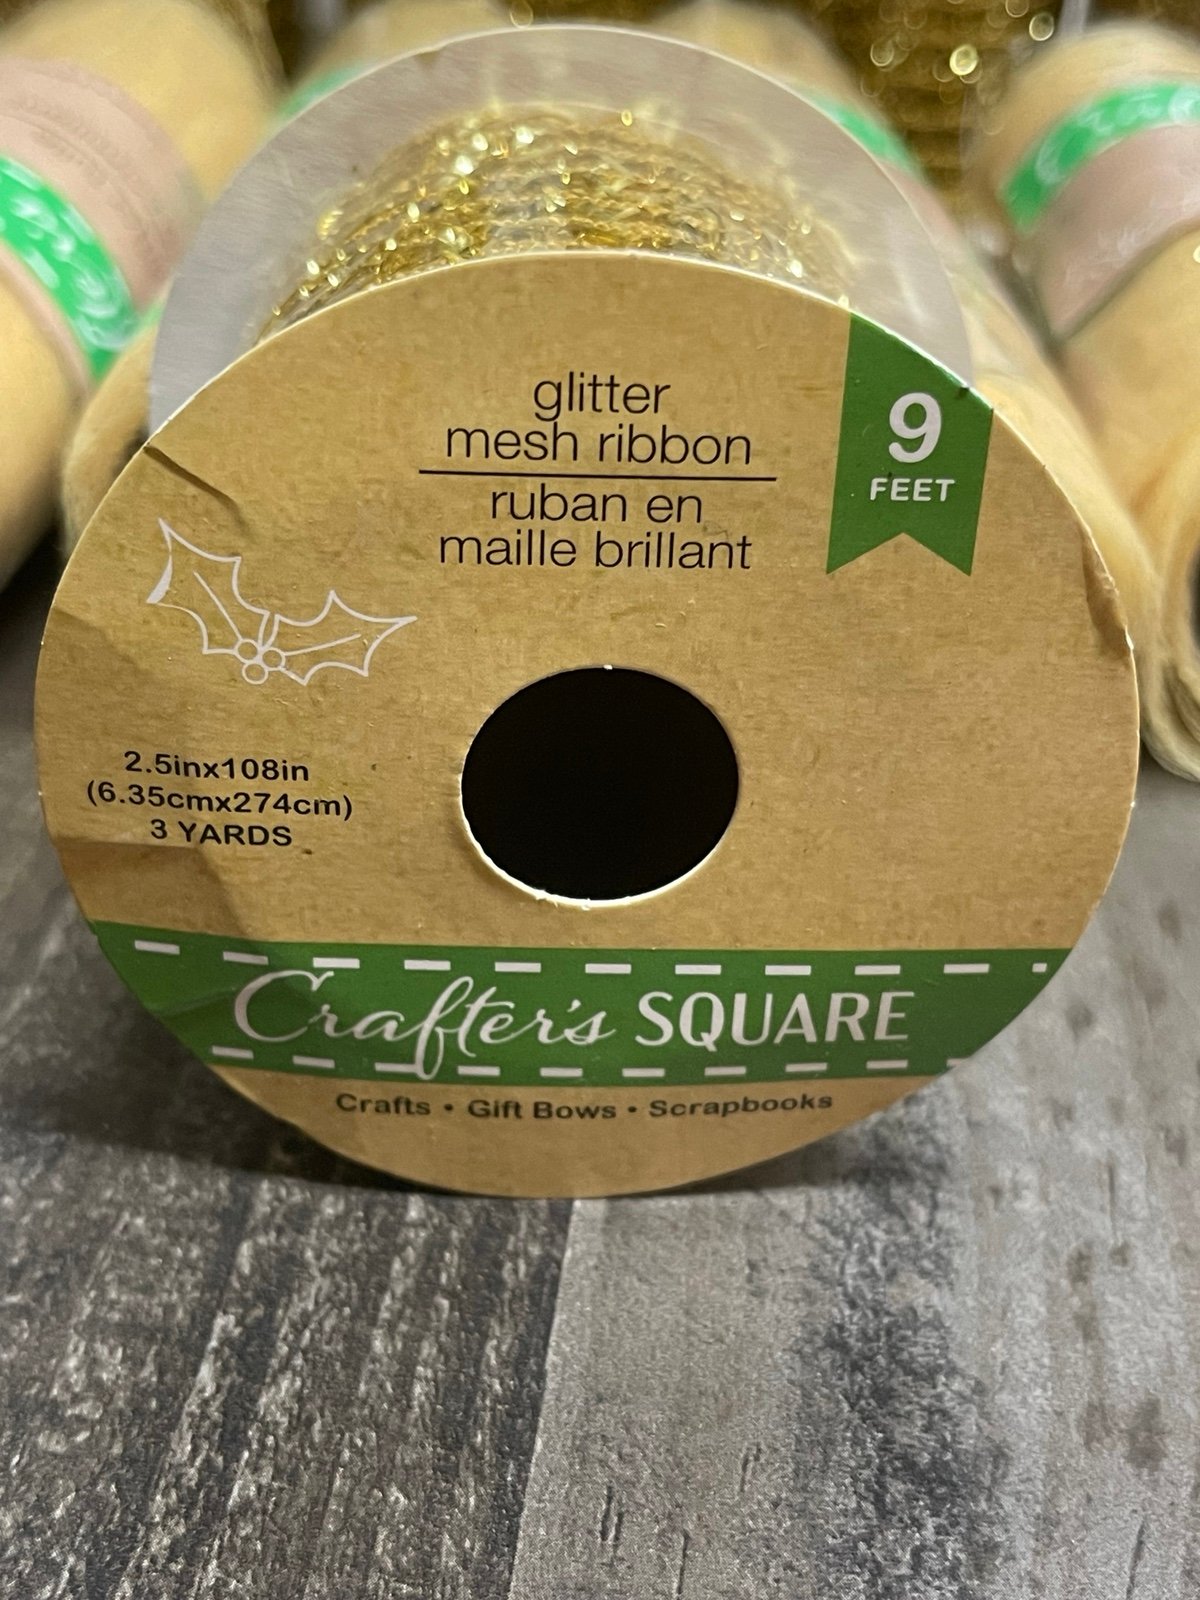 glitter
mesh ribbon
ruban en
maille brillant
9
FEET
2.5inx108in
(6.35cmx274cm)
3 YARDS
Crafter's SQUARE
Crafts • Gift Bows • Scrapbooks